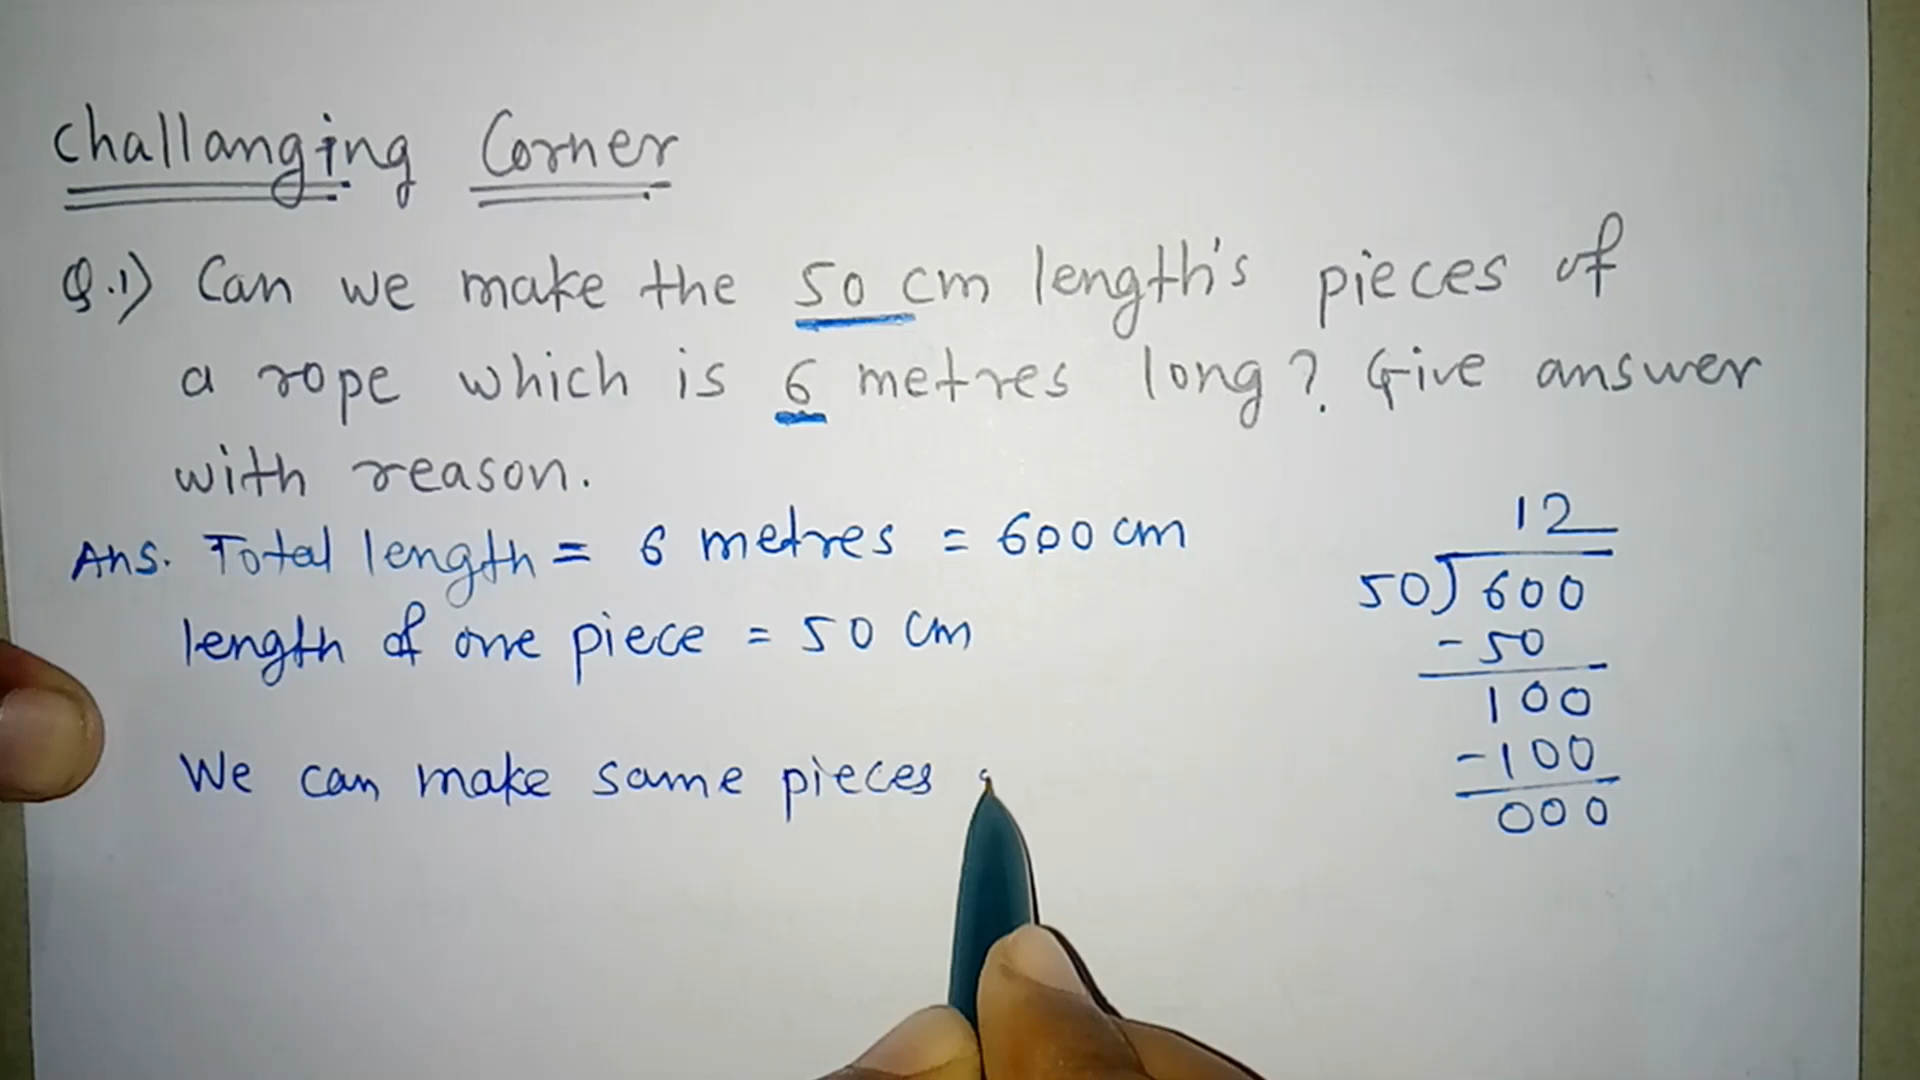 Challanging Corner
Q.1) Can we make the 50 cm length's pieces of
a rope which is 6 metres long? Give answer
with reason.
Ans. Total length = 6 metres = 600 cm
length of one piece = 50 cm
We can make same pieces
12
50)600
-50
100
-100
000